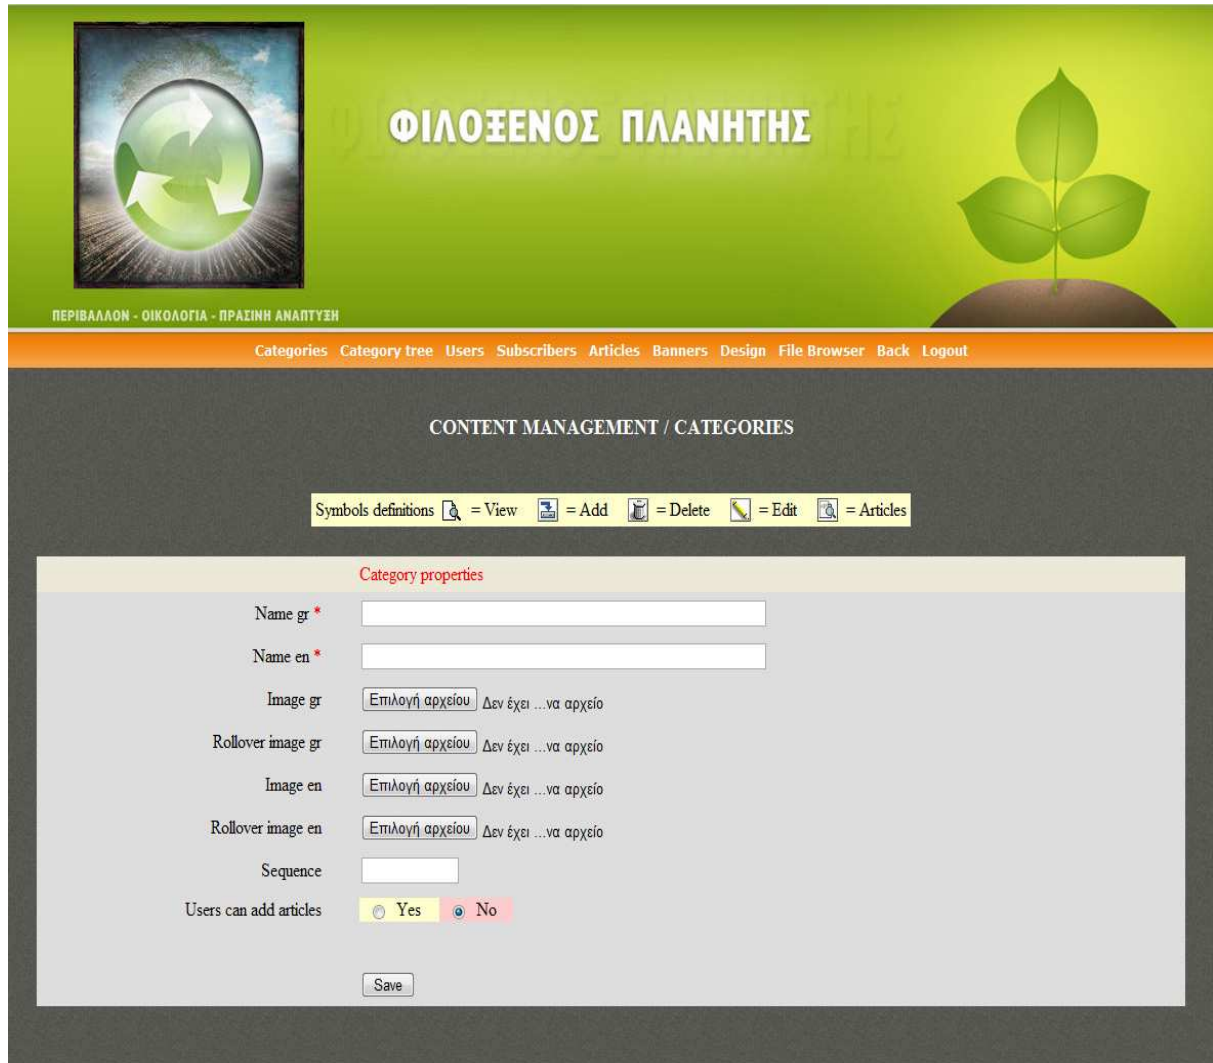 ΦΙΛΟΞΕΝΟΣ ΠΛΑΝΗΤΗΣ
ΠΕΡΙΒΑΛΛΟΝ - ΟΙΚΟΛΟΓΙΑ - ΠΡΑΣΙΝΗ ΑΝΑΠΤΥΞΗ
Categories Category tree Users Subscribers Articles Banners Design File Browser Back Logout
CONTENT MANAGEMENT / CATEGORIES
Symbols definitions = View = Add = Delete = Edit = Articles
Category properties
Name gr *
Name en *
Image gr Επιλογή αρχείου Δεν έχει ...να αρχείο
Rollover image gr Επιλογή αρχείου Δεν έχει ...να αρχείο
Image en Επιλογή αρχείου Δεν έχει ...να αρχείο
Rollover image en Επιλογή αρχείου Δεν έχει ...να αρχείο
Sequence
Users can add articles Yes No
Save